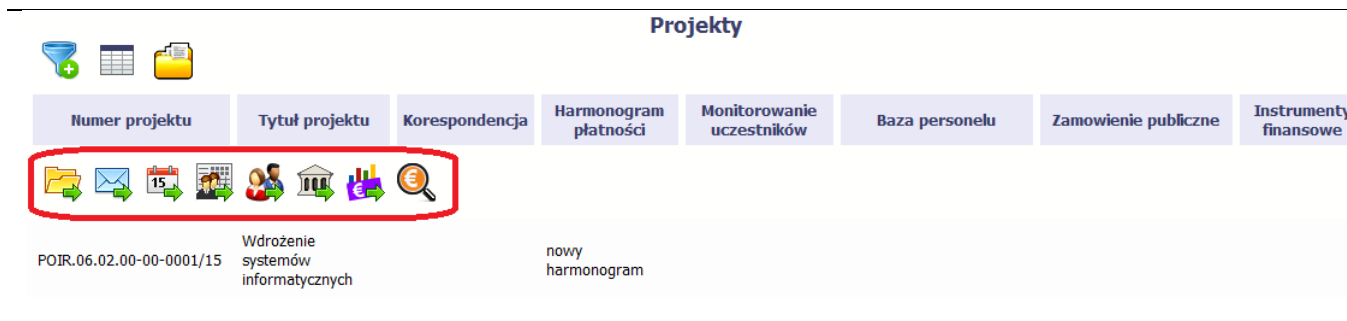 Projekty
Numer projektu
Tytuł projektu
Korespondencja
Harmonogram
płatności
Monitorowanie
uczestników
Baza personelu
Zamowienie publiczne
Instrumenty
finansowe
15
€
€
POIR.06.02.00-00-0001/15
Wdrożenie
systemów
informatycznych
nowy
harmonogram